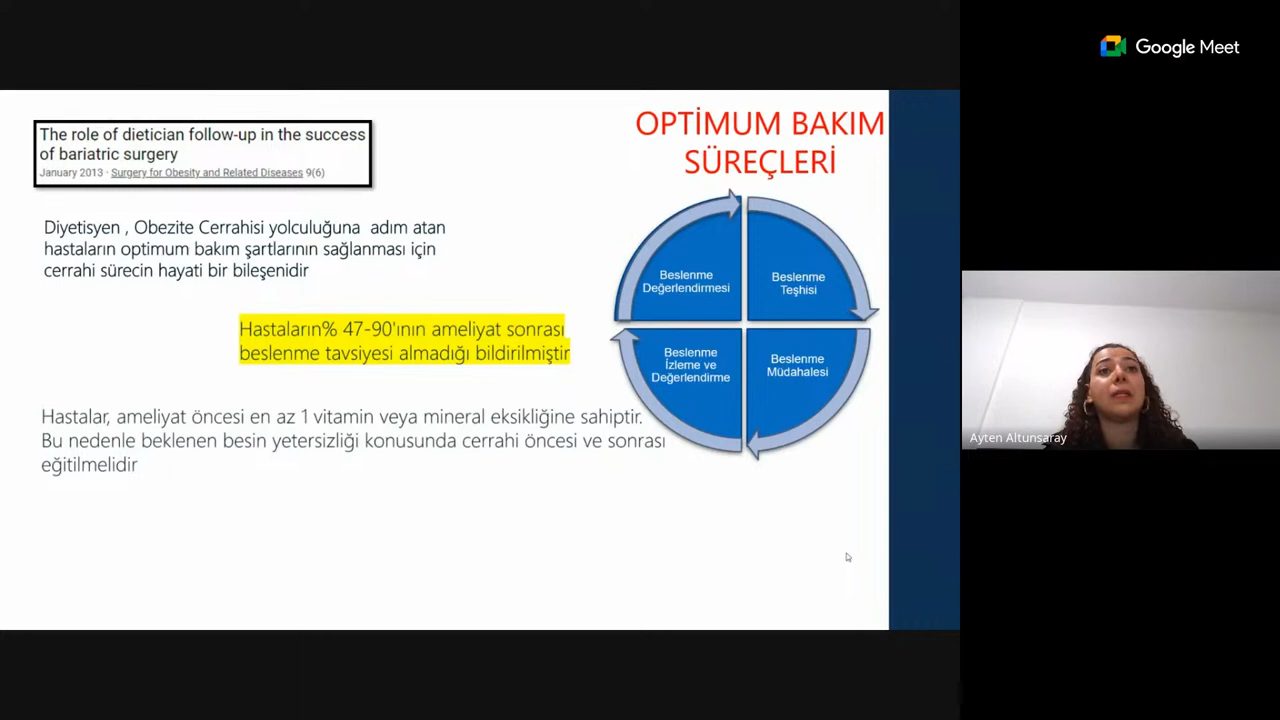 Google Meet
The role of dietician follow-up in the success
of bariatric surgery
January 2013 · Surgery for Obesity and Related Diseases 9(6)
OPTİMUM BAKIM
SÜREÇLERİ
Diyetisyen , Obezite Cerrahisi yolculuğuna adım atan
hastaların optimum bakım şartlarının sağlanması için
cerrahi sürecin hayati bir bileşenidir
Hastaların% 47-90'ının ameliyat sonrası
beslenme tavsiyesi almadığı bildirilmiştir
Hastalar, ameliyat öncesi en az 1 vitamin veya mineral eksikliğine sahiptir.
Bu nedenle beklenen besin yetersizliği konusunda cerrahi öncesi ve sonrası
eğitilmelidir
Beslenme
Değerlendirmesi
Beslenme
Teşhisi
Beslenme
İzleme ve
Değerlendirme
Beslenme
Müdahalesi
Ayten Altunsaray